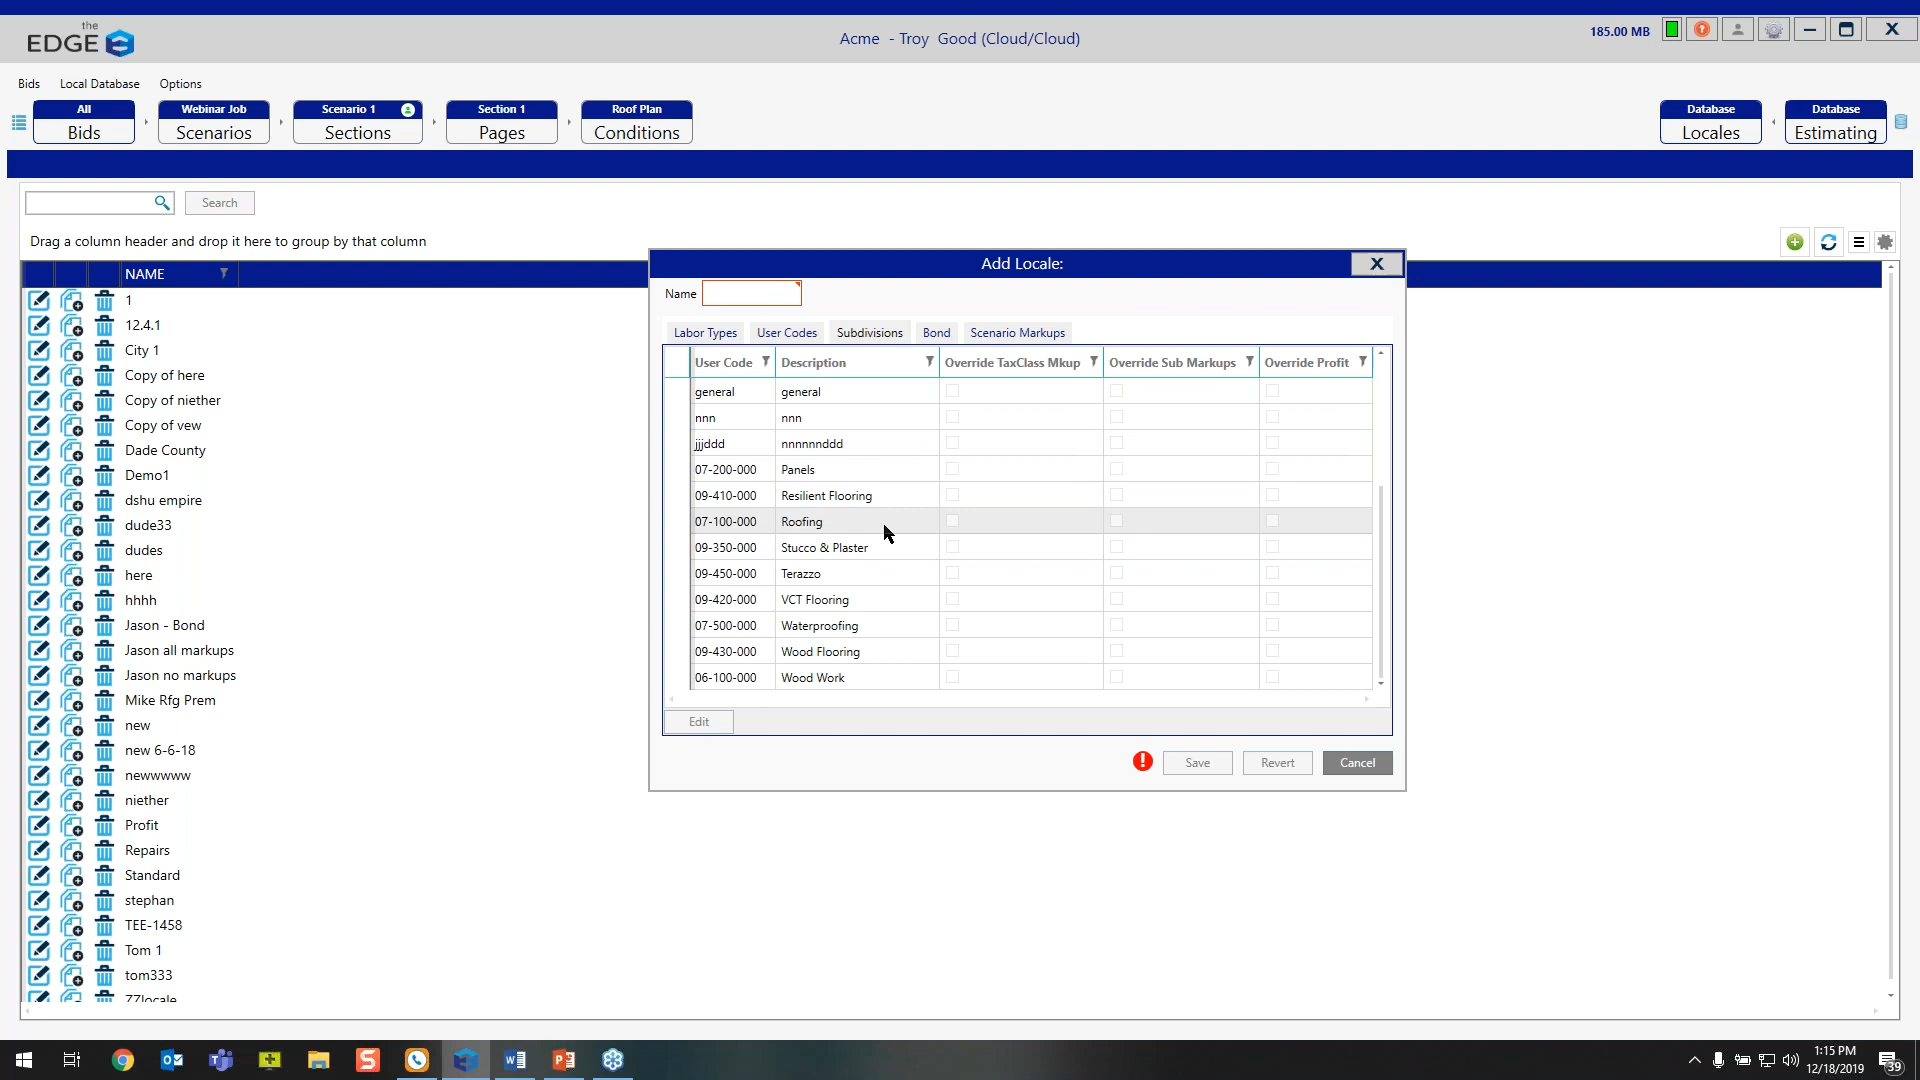 the
EDGE
Acme - Troy Good (Cloud/Cloud)
185.00 MB
Bids Local Database Options
All
Bids
Webinar Job
Scenarios
Scenario 1
Sections
Section 1
Pages
Roof Plan
Conditions
Database
Locales
Database
Estimating
Search
Drag a column header and drop it here to group by that column
NAME
1
12.4.1
City 1
Copy of here
Copy of niether
Copy of vew
Dade County
Demo1
dshu empire
dude33
dudes
here
hhhh
Jason - Bond
Jason all markups
Jason no markups
Mike Rfg Prem
new
new 6-6-18
newwwww
niether
Profit
Repairs
Standard
stephan
TEE-1458
Tom 1
tom333
ZZlocale
Add Locale:
X
Name
Labor Types User Codes Subdivisions Bond Scenario Markups
User Code Description Override TaxClass Mkup Override Sub Markups Override Profit
general general
nnn nnn
jjjddd nnnnnnddd
07-200-000 Panels
09-410-000 Resilient Flooring
07-100-000 Roofing
09-350-000 Stucco & Plaster
09-450-000 Terazzo
09-420-000 VCT Flooring
07-500-000 Waterproofing
09-430-000 Wood Flooring
06-100-000 Wood Work
Edit
Save Revert Cancel
1:15 PM
12/18/2019
39